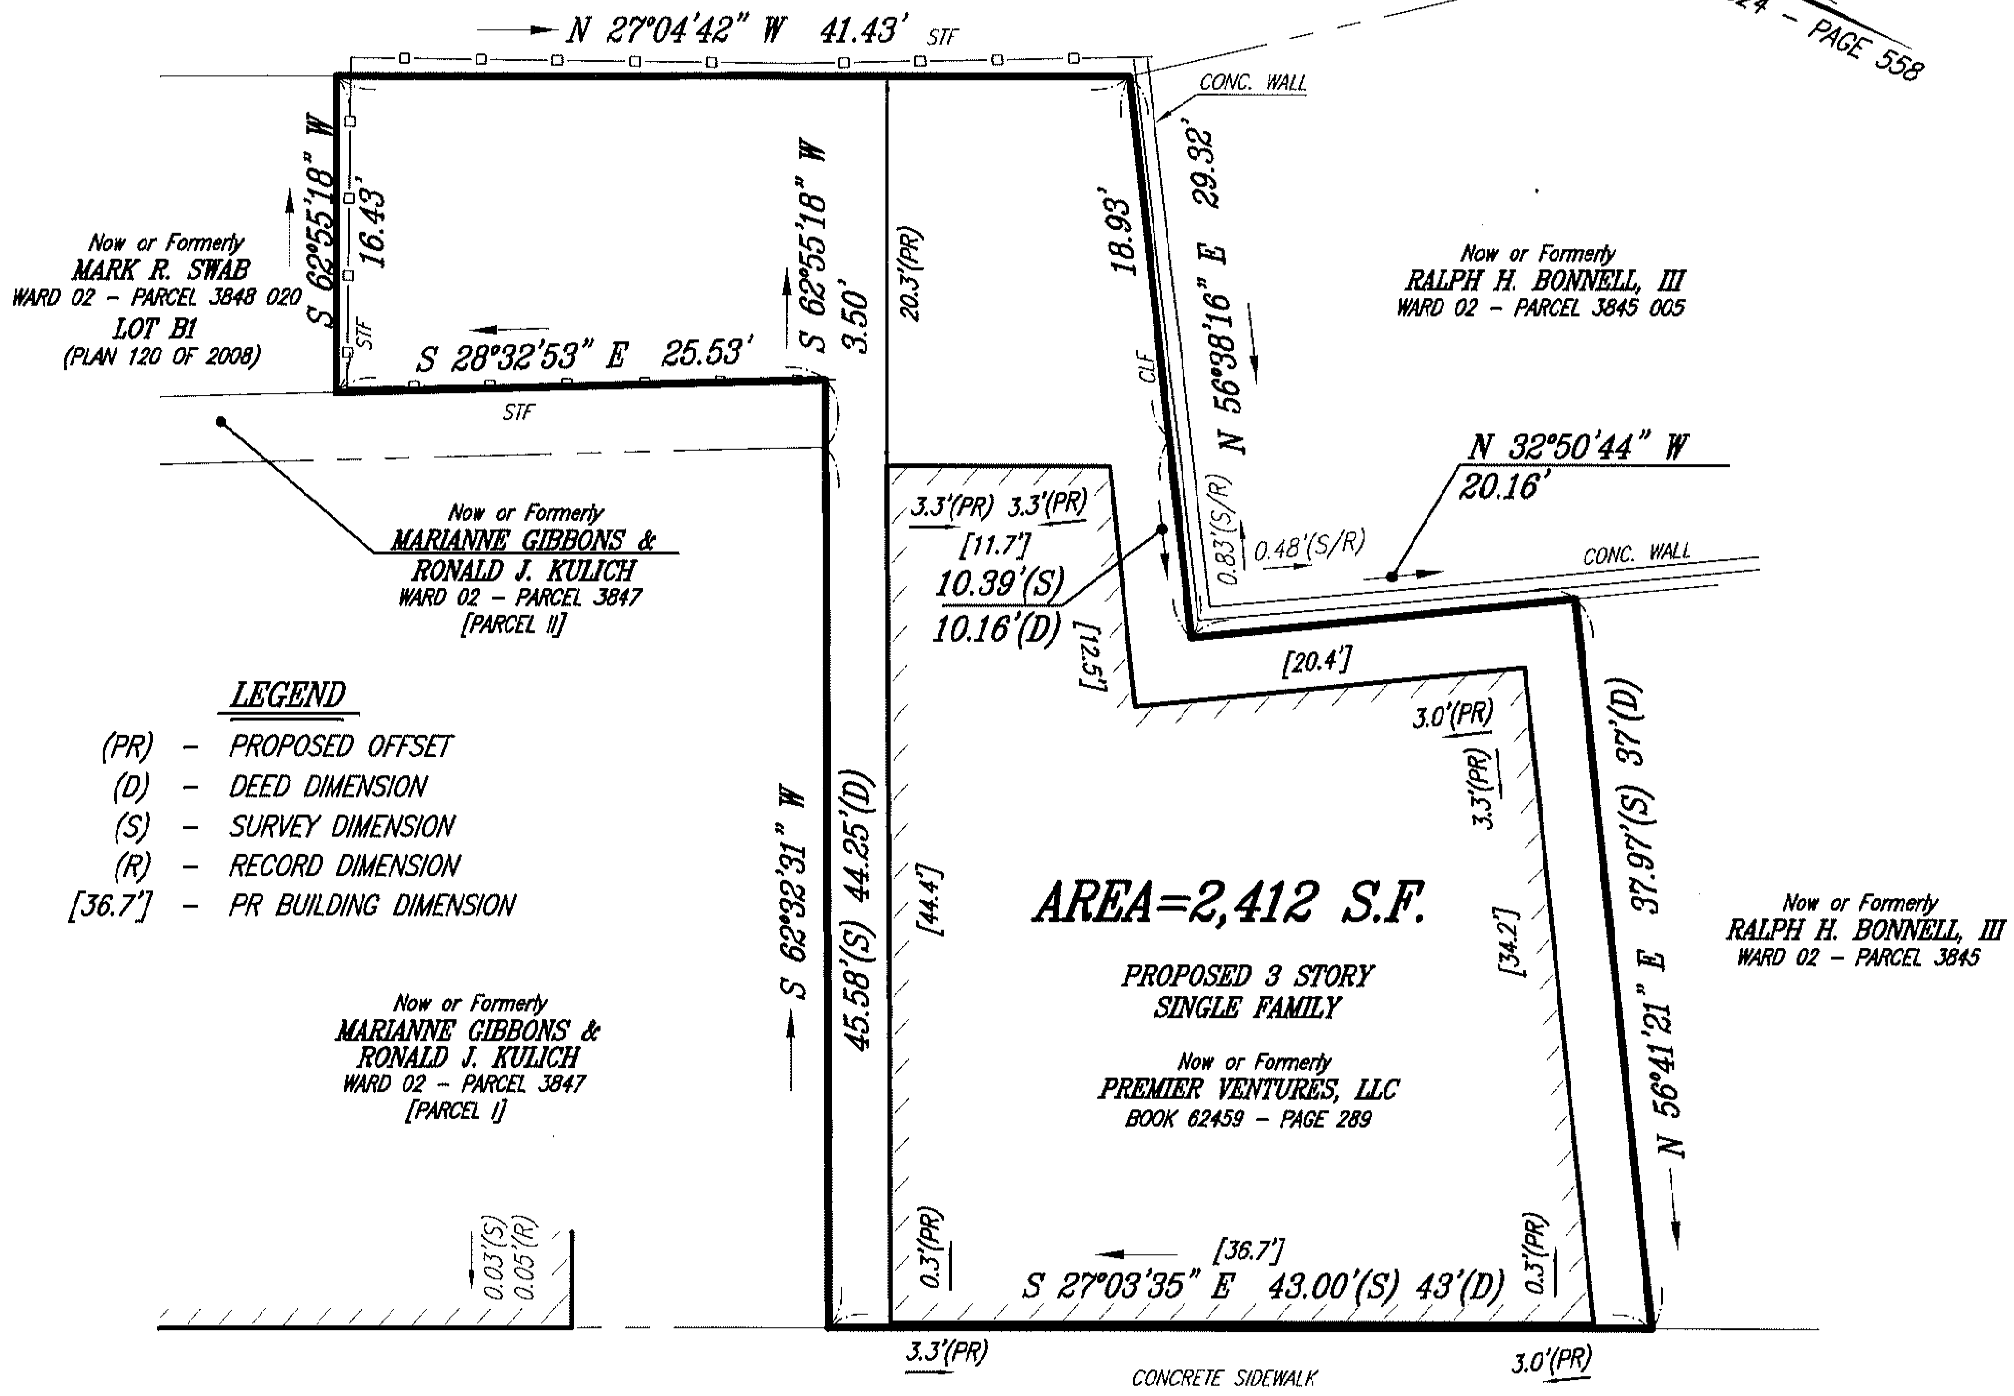 N 27°04'42" W 41.43' STF
- PAGE 558
CONC. WALL
S 62°55'18" W
16.43'
STF
Now or Formerly
MARK R. SWAB
WARD 02 - PARCEL 3848 020
LOT B1
(PLAN 120 OF 2008)
S 28°32'53" E 25.53'
STF
S 62°55'18" W
3.50'
20.3'(PR)
18.93'
CLF
N 56°38'16" E 29.32'
Now or Formerly
RALPH H. BONNELL, III
WARD 02 - PARCEL 3845 005
N 32°50'44" W
20.16'
0.83'(S/R)
0.48'(S/R)
CONC. WALL
3.3'(PR) 3.3'(PR)
[11.7']
10.39'(S)
10.16'(D)
[12.5']
[20.4']
Now or Formerly
MARIANNE GIBBONS &
RONALD J. KULICH
WARD 02 - PARCEL 3847
[PARCEL II]
LEGEND
(PR) - PROPOSED OFFSET
(D) - DEED DIMENSION
(S) - SURVEY DIMENSION
(R) - RECORD DIMENSION
[36.7'] - PR BUILDING DIMENSION
S 62°32'31" W
45.58'(S) 44.25'(D)
[44.4']
3.0'(PR)
3.3'(PR)
[34.2']
N 56°41'21" E 37.97'(S) 37'(D)
AREA=2,412 S.F.
PROPOSED 3 STORY
SINGLE FAMILY
Now or Formerly
PREMIER VENTURES, LLC
BOOK 62459 - PAGE 289
Now or Formerly
RALPH H. BONNELL, III
WARD 02 - PARCEL 3845
Now or Formerly
MARIANNE GIBBONS &
RONALD J. KULICH
WARD 02 - PARCEL 3847
[PARCEL I]
0.03'(S)
0.05'(R)
0.3'(PR)
[36.7']
S 27°03'35" E 43.00'(S) 43'(D)
0.3'(PR)
3.3'(PR)
CONCRETE SIDEWALK
3.0'(PR)